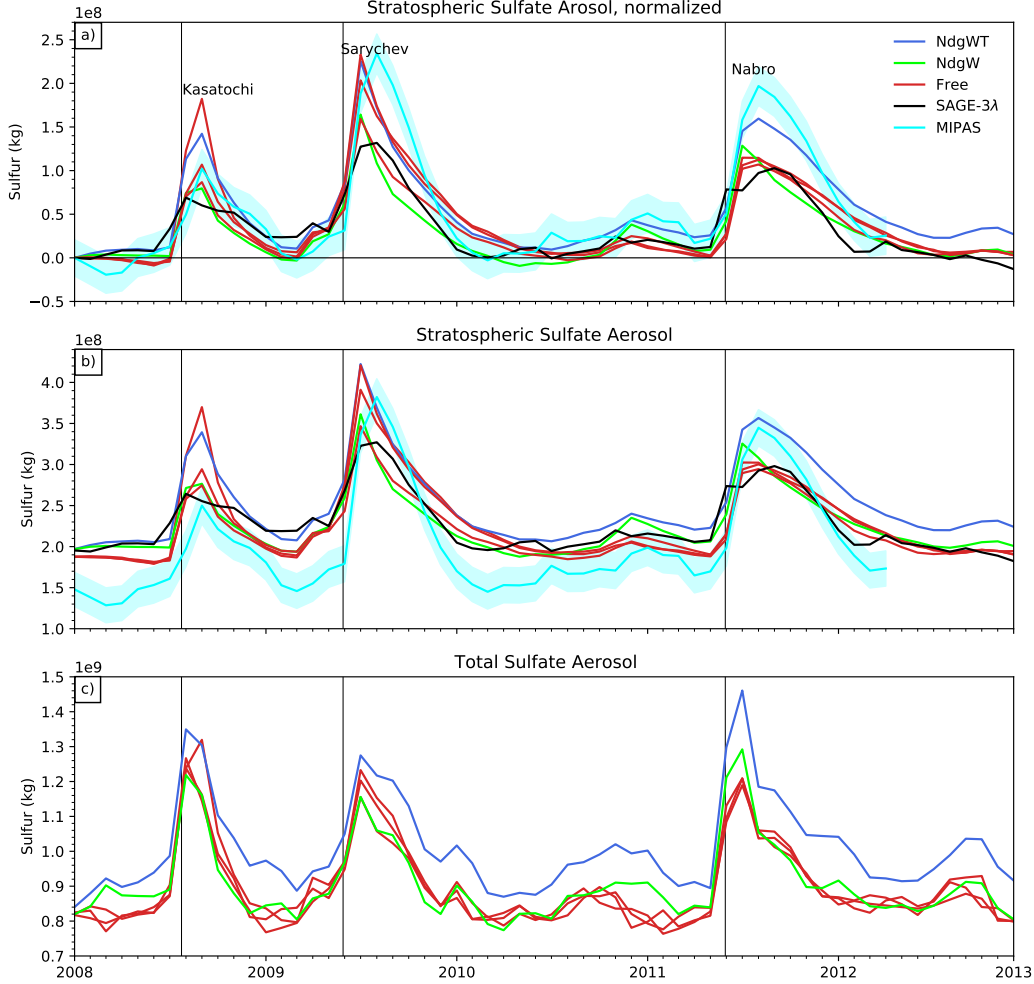 Stratospheric Sulfate Arosol, normalized
1e8
a)
Kasatochi
Sarychev
Nabro
NdgWT
NdgW
Free
SAGE-3λ
MIPAS
2.5
2.0
1.5
1.0
0.5
0.0
−0.5
Sulfur (kg)
Stratospheric Sulfate Aerosol
1e8
b)
4.0
3.5
3.0
2.5
2.0
1.5
1.0
Sulfur (kg)
Total Sulfate Aerosol
1e9
c)
1.5
1.4
1.3
1.2
1.1
1.0
0.9
0.8
0.7
Sulfur (kg)
2008 2009 2010 2011 2012 2013